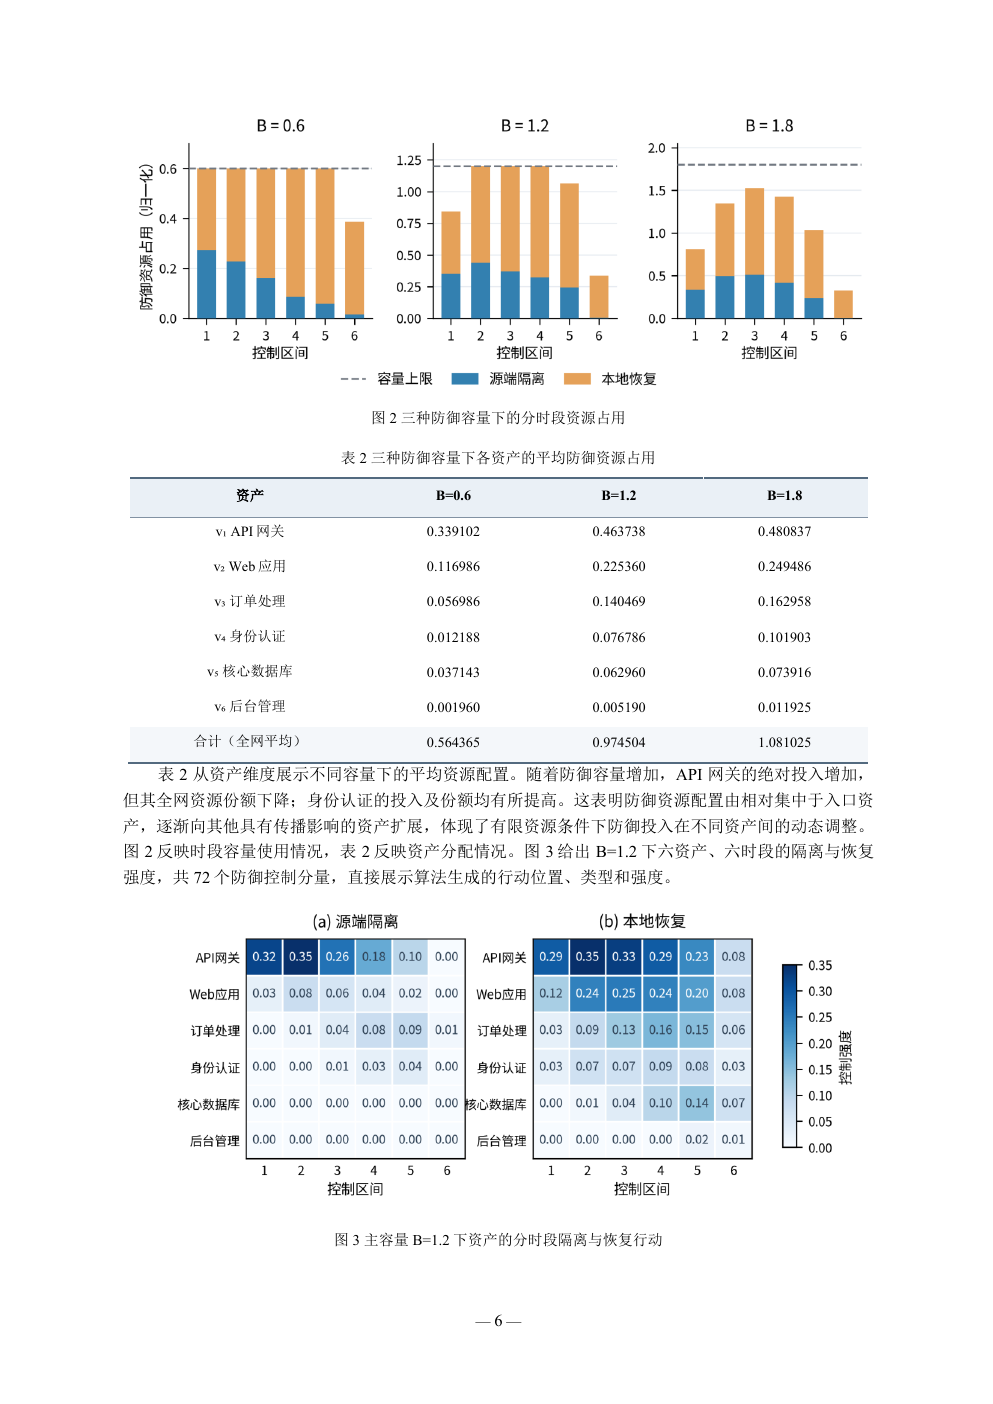 B = 0.6 B = 1.2 B = 1.8
防御资源占用（归一化）
0.6
0.4
0.2
0.0
1 2 3 4 5 6
控制区间
1.25
1.00
0.75
0.50
0.25
0.00
1 2 3 4 5 6
控制区间
2.0
1.5
1.0
0.5
0.0
1 2 3 4 5 6
控制区间
容量上限 源端隔离 本地恢复
图 2 三种防御容量下的分时段资源占用
表 2 三种防御容量下各资产的平均防御资源占用
资产 B=0.6 B=1.2 B=1.8
v₁ API 网关 0.339102 0.463738 0.480837
v₂ Web 应用 0.116986 0.225360 0.249486
v₃ 订单处理 0.056986 0.140469 0.162958
v₄ 身份认证 0.012188 0.076786 0.101903
v₅ 核心数据库 0.037143 0.062960 0.073916
v₆ 后台管理 0.001960 0.005190 0.011925
合计（全网平均） 0.564365 0.974504 1.081025
表 2 从资产维度展示不同容量下的平均资源配置。随着防御容量增加，API 网关的绝对投入增加，
但其全网资源份额下降；身份认证的投入及份额均有所提高。这表明防御资源配置由相对集中于入口资
产，逐渐向其他具有传播影响的资产扩展，体现了有限资源条件下防御投入在不同资产间的动态调整。
图 2 反映时段容量使用情况，表 2 反映资产分配情况。图 3 给出 B=1.2 下六资产、六时段的隔离与恢复
强度，共 72 个防御控制分量，直接展示算法生成的行动位置、类型和强度。
(a) 源端隔离
API网关 0.32 0.35 0.26 0.18 0.10 0.00
Web应用 0.03 0.08 0.06 0.04 0.02 0.00
订单处理 0.00 0.01 0.04 0.08 0.09 0.01
身份认证 0.00 0.00 0.01 0.03 0.04 0.00
核心数据库 0.00 0.00 0.00 0.00 0.00 0.00
后台管理 0.00 0.00 0.00 0.00 0.00 0.00
1 2 3 4 5 6
控制区间
(b) 本地恢复
API网关 0.29 0.35 0.33 0.29 0.23 0.08
Web应用 0.12 0.24 0.25 0.24 0.20 0.08
订单处理 0.03 0.09 0.13 0.16 0.15 0.06
身份认证 0.03 0.07 0.07 0.09 0.08 0.03
核心数据库 0.00 0.01 0.04 0.10 0.14 0.07
后台管理 0.00 0.00 0.00 0.00 0.02 0.01
1 2 3 4 5 6
控制区间
0.35
0.30
0.25
0.20
0.15
0.10
0.05
0.00
控制强度
图 3 主容量 B=1.2 下资产的分时段隔离与恢复行动
— 6 —